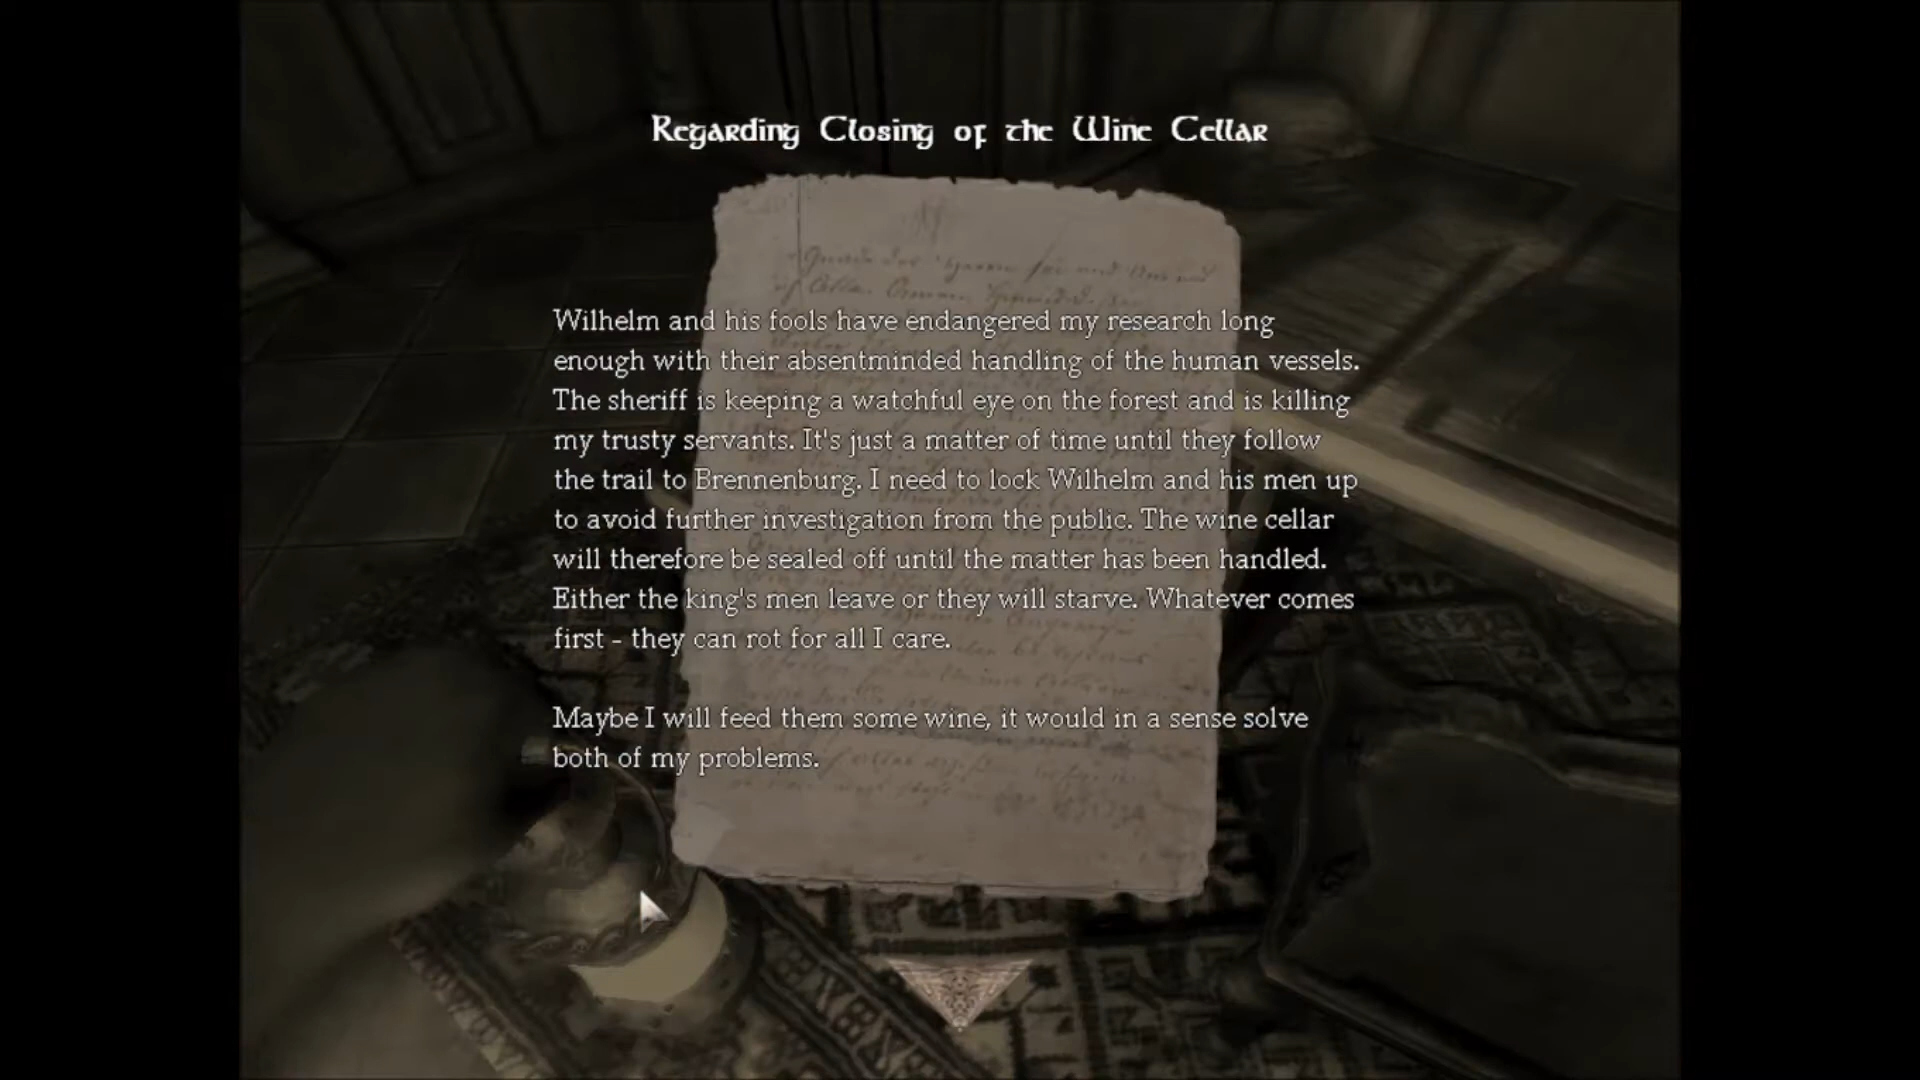 Regarding Closing of the Wine Cellar
Wilhelm and his fools have endangered my research long
enough with their absentminded handling of the human vessels.
The sheriff is keeping a watchful eye on the forest and is killing
my trusty servants. It's just a matter of time until they follow
the trail to Brennenburg. I need to lock Wilhelm and his men up
to avoid further investigation from the public. The wine cellar
will therefore be sealed off until the matter has been handled.
Either the king's men leave or they will starve. Whatever comes
first - they can rot for all I care.
Maybe I will feed them some wine, it would in a sense solve
both of my problems.